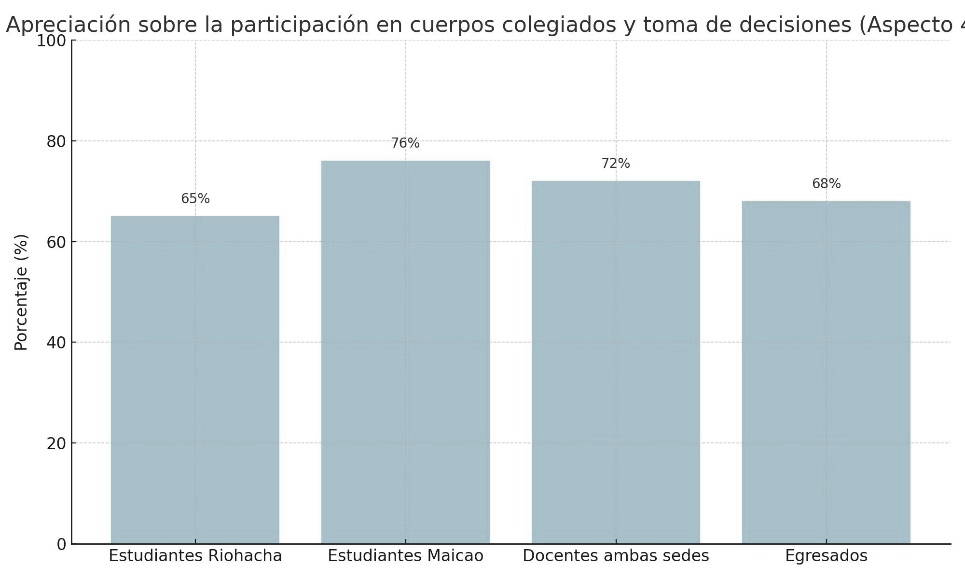 Apreciación sobre la participación en cuerpos colegiados y toma de decisiones (Aspecto 4
100
80
60
40
20
0
Porcentaje (%)
65%
76%
72%
68%
Estudiantes Riohacha
Estudiantes Maicao
Docentes ambas sedes
Egresados